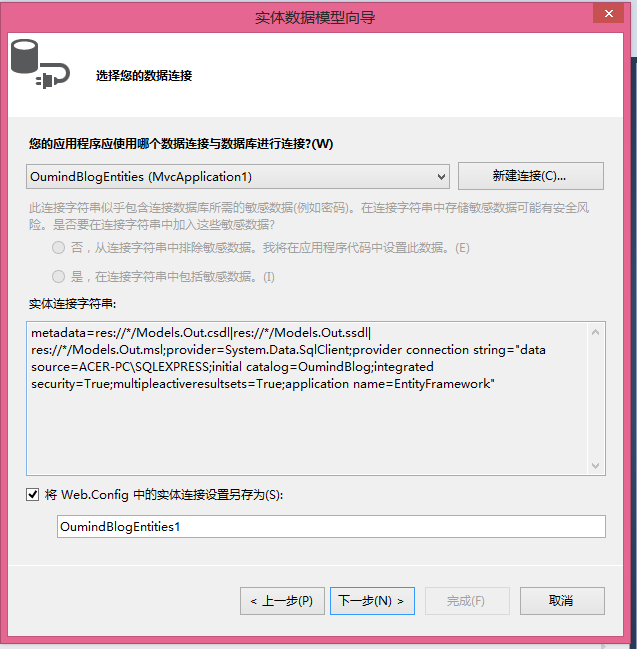 实体数据模型向导
选择您的数据连接
您的应用程序应使用哪个数据连接与数据库进行连接?(W)
OumindBlogEntities (MvcApplication1)
新建连接(C)...
此连接字符串似乎包含连接数据库所需的敏感数据(例如密码)。在连接字符串中存储敏感数据可能有安全风
险。是否要在连接字符串中加入这些敏感数据?
否，从连接字符串中排除敏感数据。我将在应用程序代码中设置此数据。(E)
是，在连接字符串中包括敏感数据。(I)
实体连接字符串:
metadata=res://*/Models.Out.csdl|res://*/Models.Out.ssdl|
res://*/Models.Out.msl;provider=System.Data.SqlClient;provider connection string="data
source=ACER-PC\SQLEXPRESS;initial catalog=OumindBlog;integrated
security=True;multipleactiveresultsets=True;application name=EntityFramework"
将 Web.Config 中的实体连接设置另存为(S):
OumindBlogEntities1
< 上一步(P)
下一步(N) >
完成(F)
取消